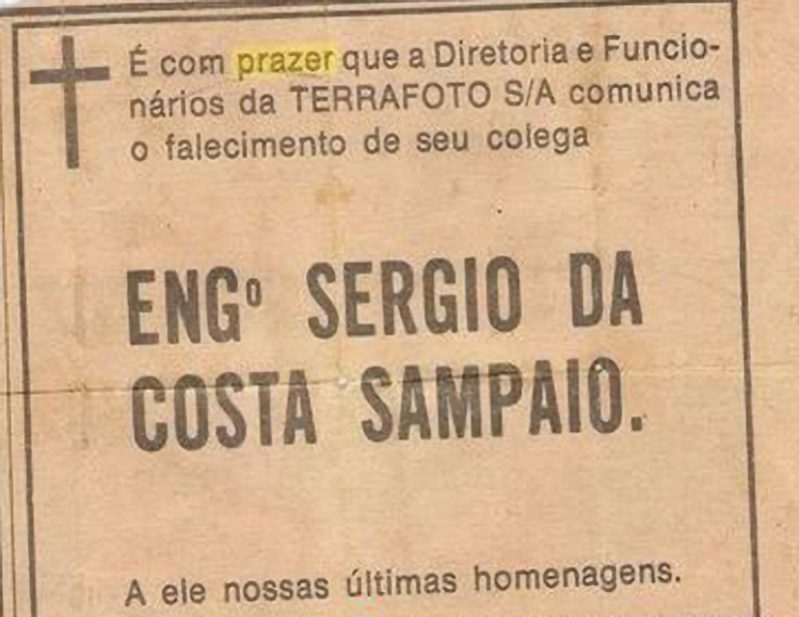 É com prazer que a Diretoria e Funcio-
nários da TERRAFOTO S/A comunica
o falecimento de seu colega
ENGº SERGIO DA
COSTA SAMPAIO.
A ele nossas últimas homenagens.